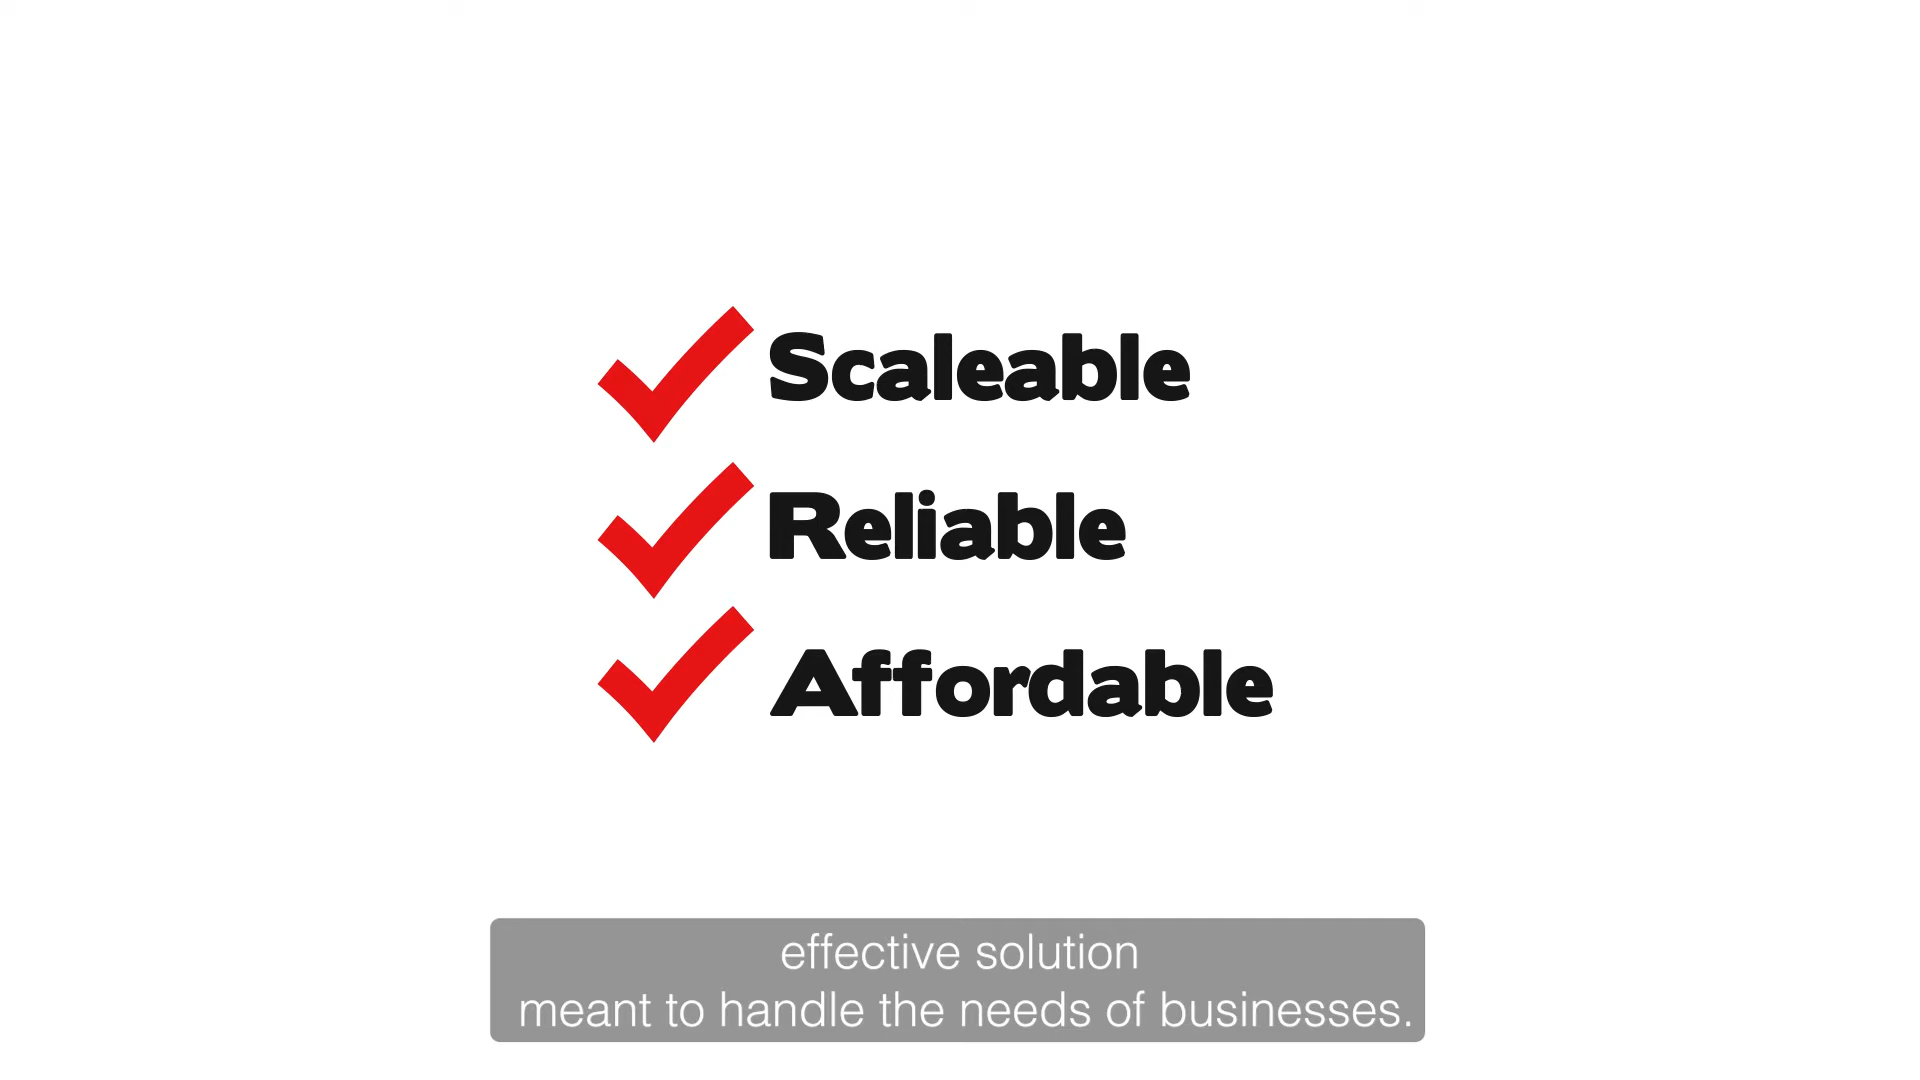 Scaleable
Reliable
Affordable
effective solution
meant to handle the needs of businesses.